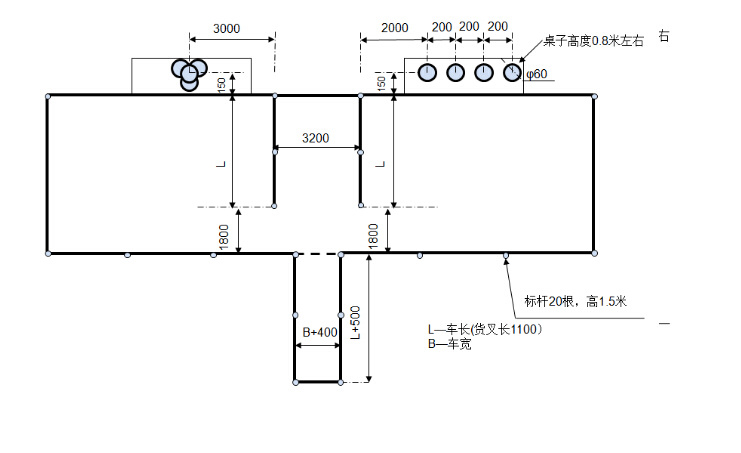 3000
2000
200
200
200
桌子高度0.8米左右
右
150
150
φ60
L
3200
L
1800
1800
B+400
L+500
标杆20根，高1.5米
L—车长(货叉长1100）
B—车宽
—